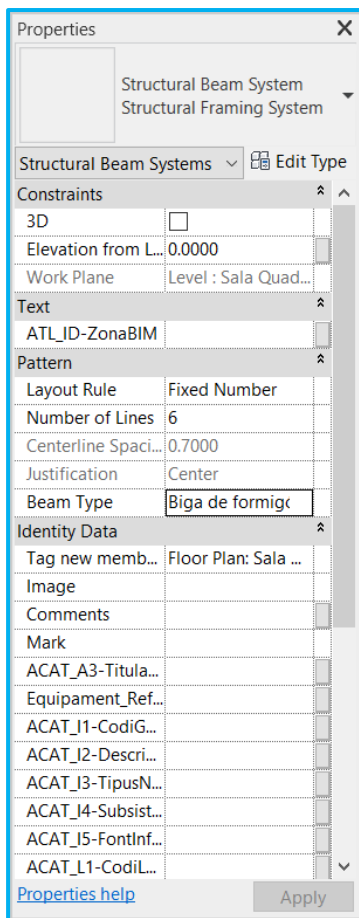 Properties
Structural Beam System
Structural Framing System
Structural Beam Systems Edit Type
Constraints
3D
Elevation from L... 0.0000
Work Plane Level : Sala Quad...
Text
ATL_ID-ZonaBIM
Pattern
Layout Rule Fixed Number
Number of Lines 6
Centerline Spaci... 0.7000
Justification Center
Beam Type Biga de formigo
Identity Data
Tag new memb... Floor Plan: Sala ...
Image
Comments
Mark
ACAT_A3-Titula...
Equipament_Ref...
ACAT_I1-CodiG...
ACAT_I2-Descri...
ACAT_I3-TipusN...
ACAT_I4-Subsist...
ACAT_I5-FontInf...
ACAT_L1-CodiL...
Properties help Apply